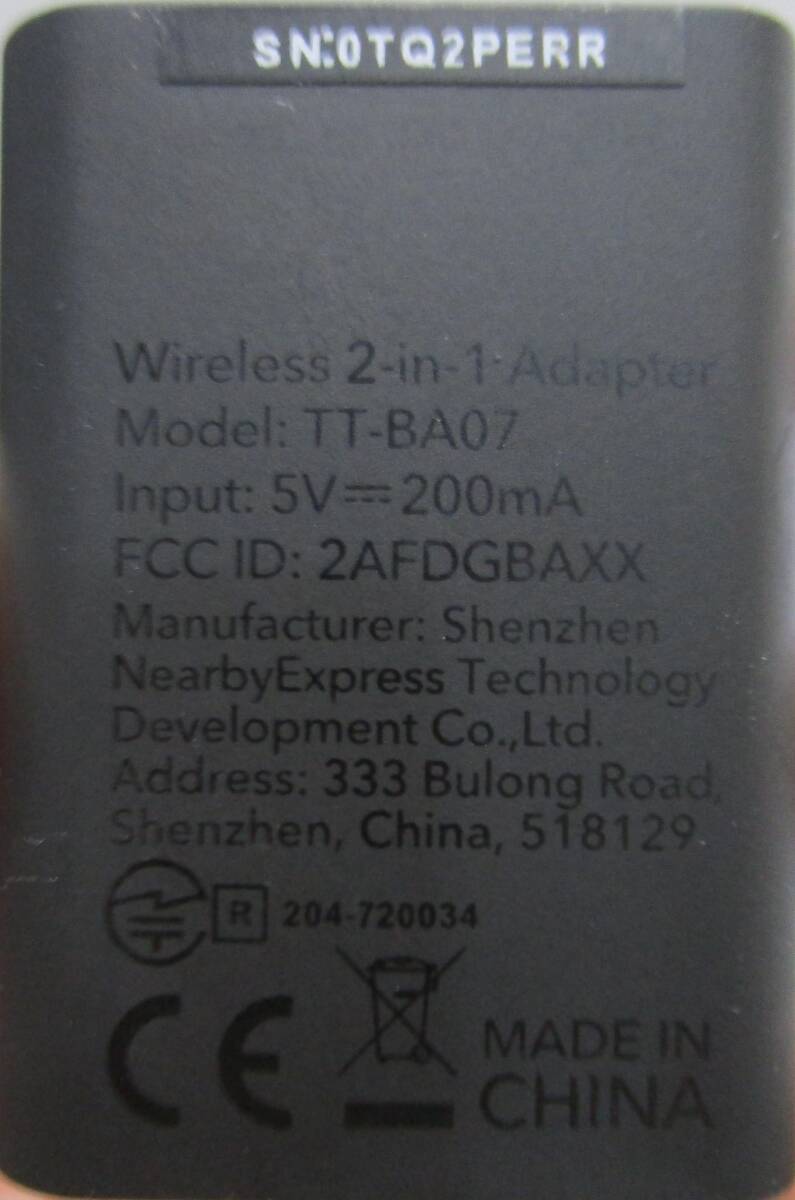 SN:0TQ2PERR
Wireless 2-in-1 Adapter
Model: TT-BA07
Input: 5V⎓200mA
FCC ID: 2AFDGBAXX
Manufacturer: Shenzhen
NearbyExpress Technology
Development Co.,Ltd.
Address: 333 Bulong Road,
Shenzhen, China, 518129
R 204-720034
CE
MADE IN
CHINA